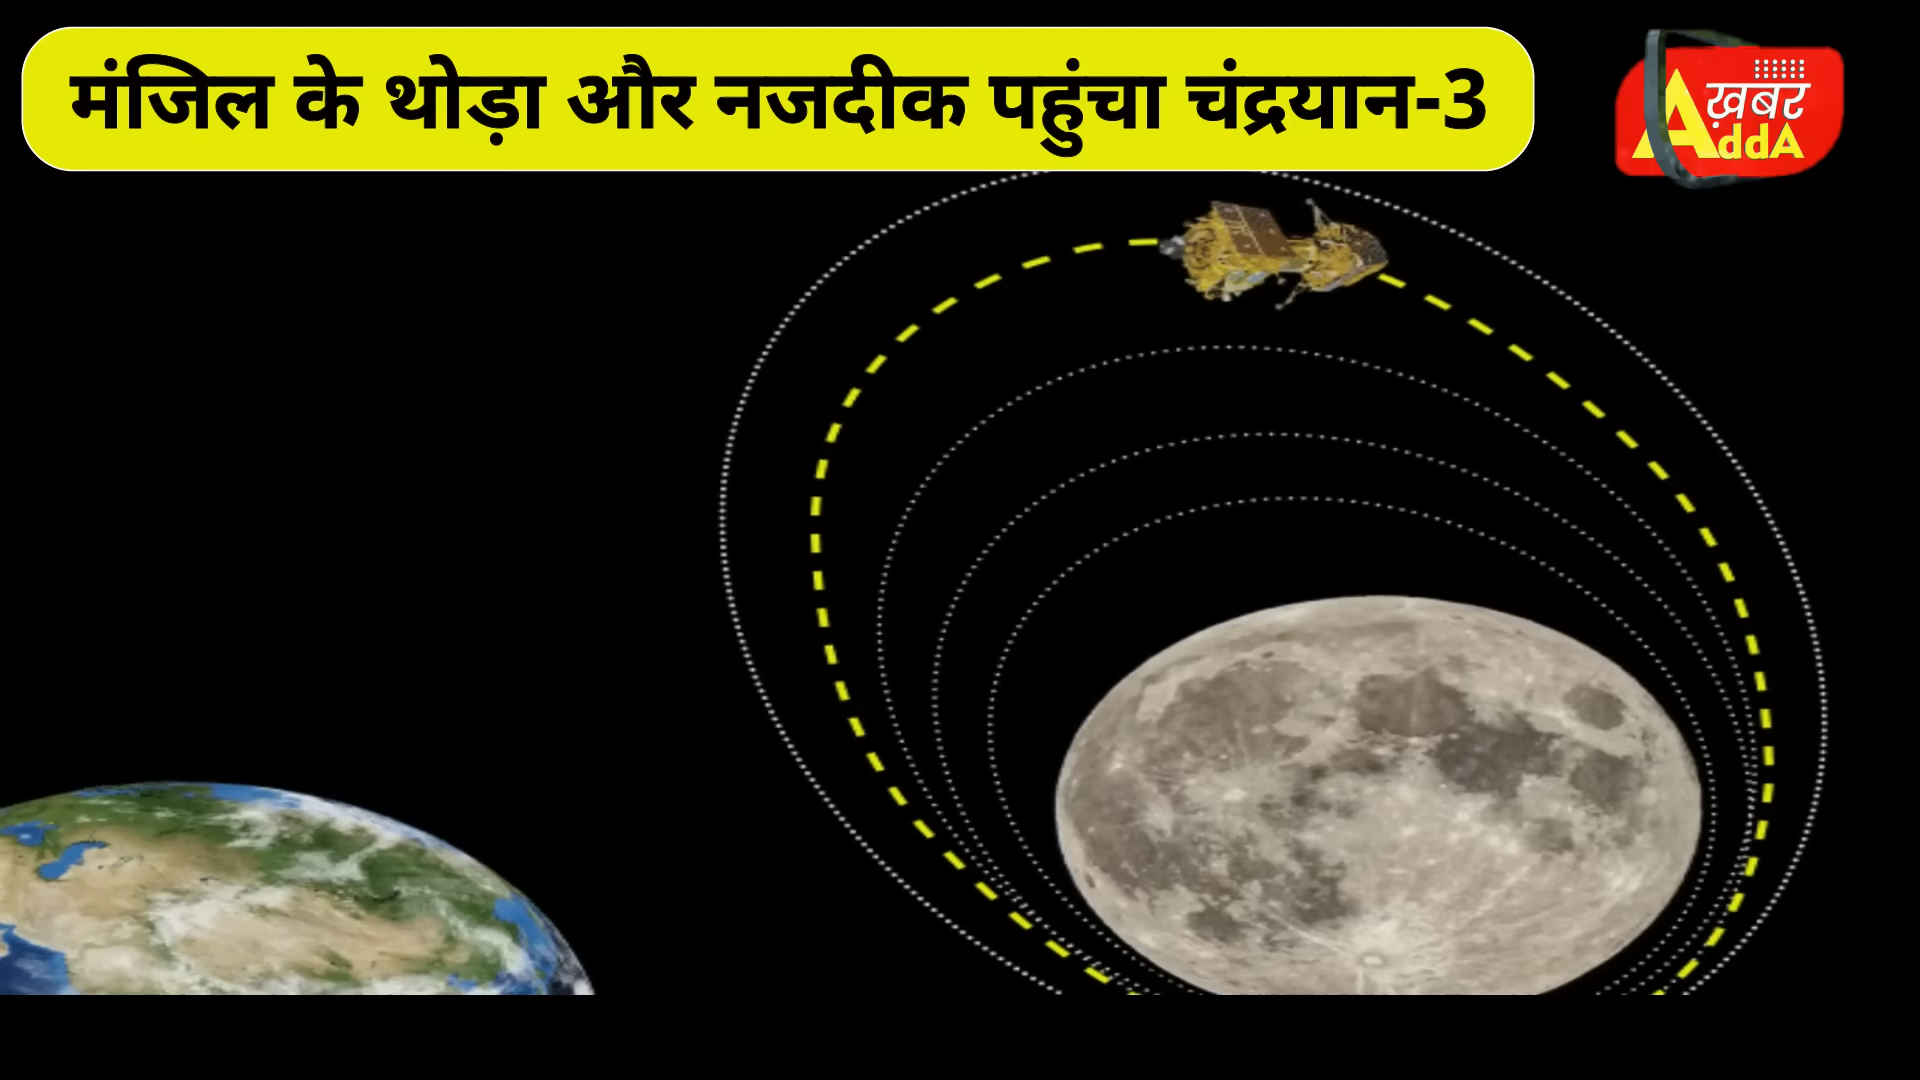 मंजिल के थोड़ा और नजदीक पहुंचा चंद्रयान-3
ख़बर
AddA